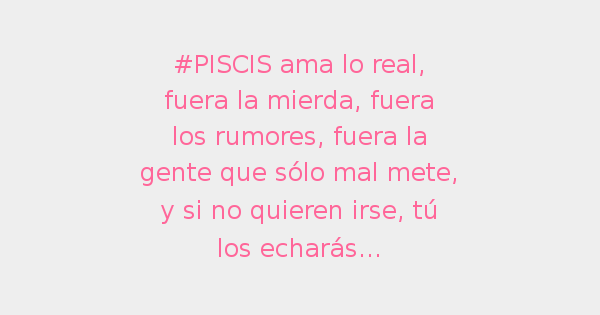 #PISCIS ama lo real,
fuera la mierda, fuera
los rumores, fuera la
gente que sólo mal mete,
y si no quieren irse, tú
los echarás...